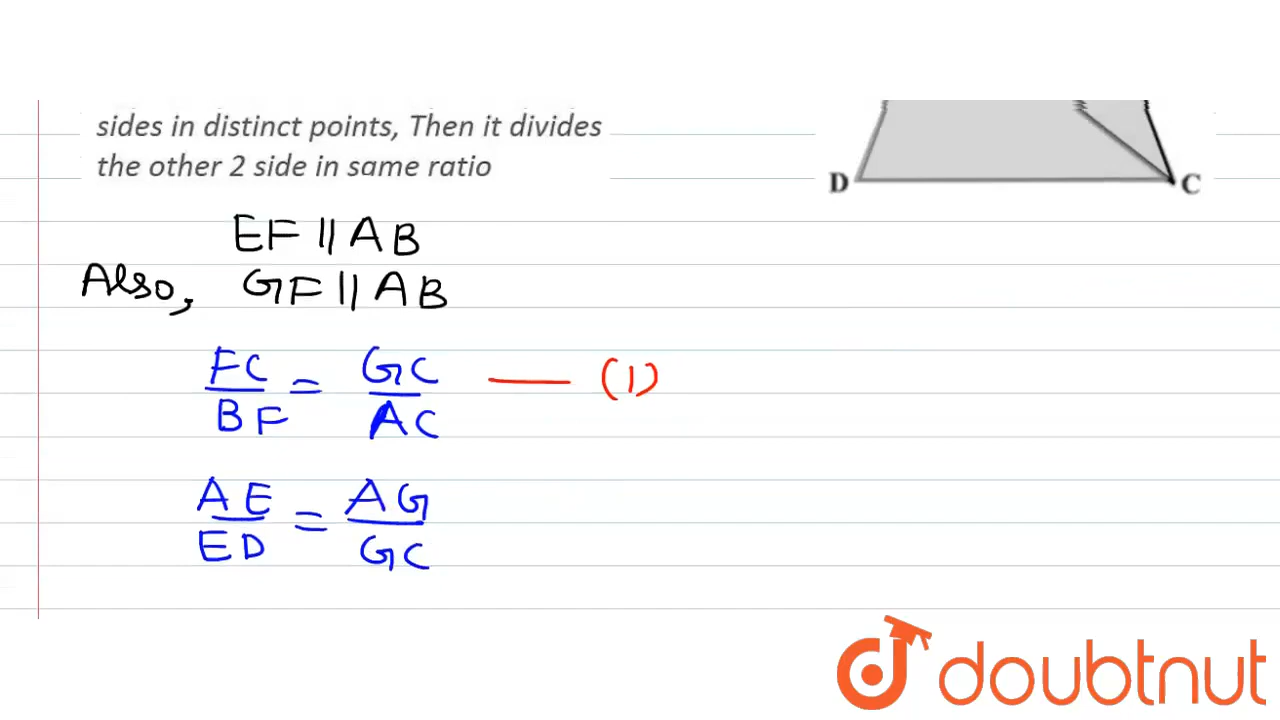 sides in distinct points, Then it divides
the other 2 side in same ratio
D
C
EF || AB
Also, GF || AB
FC/BF = GC/AC — (1)
AE/ED = AG/GC
doubtnut